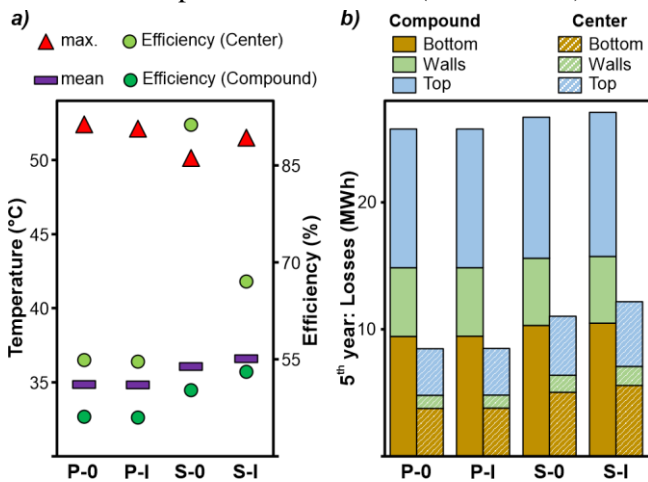 a)
max.
Efficiency (Center)
mean
Efficiency (Compound)
Temperature (°C)
50
45
40
35
Efficiency (%)
85
70
55
P-0 P-I S-0 S-I
b)
Compound Center
Bottom Bottom
Walls Walls
Top Top
5th year: Losses (MWh)
20
10
P-0 P-I S-0 S-I